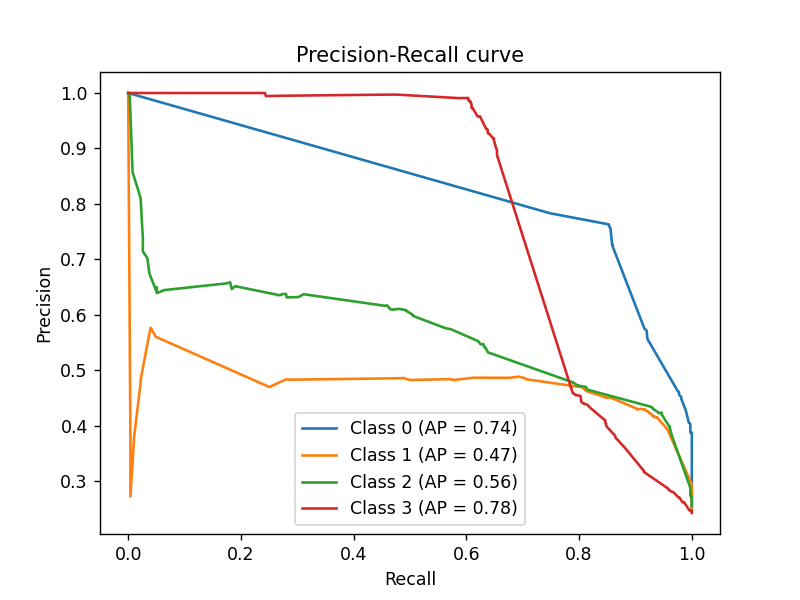 Precision-Recall curve
Precision
1.0
0.9
0.8
0.7
0.6
0.5
0.4
0.3
Class 0 (AP = 0.74)
Class 1 (AP = 0.47)
Class 2 (AP = 0.56)
Class 3 (AP = 0.78)
0.0 0.2 0.4 0.6 0.8 1.0
Recall